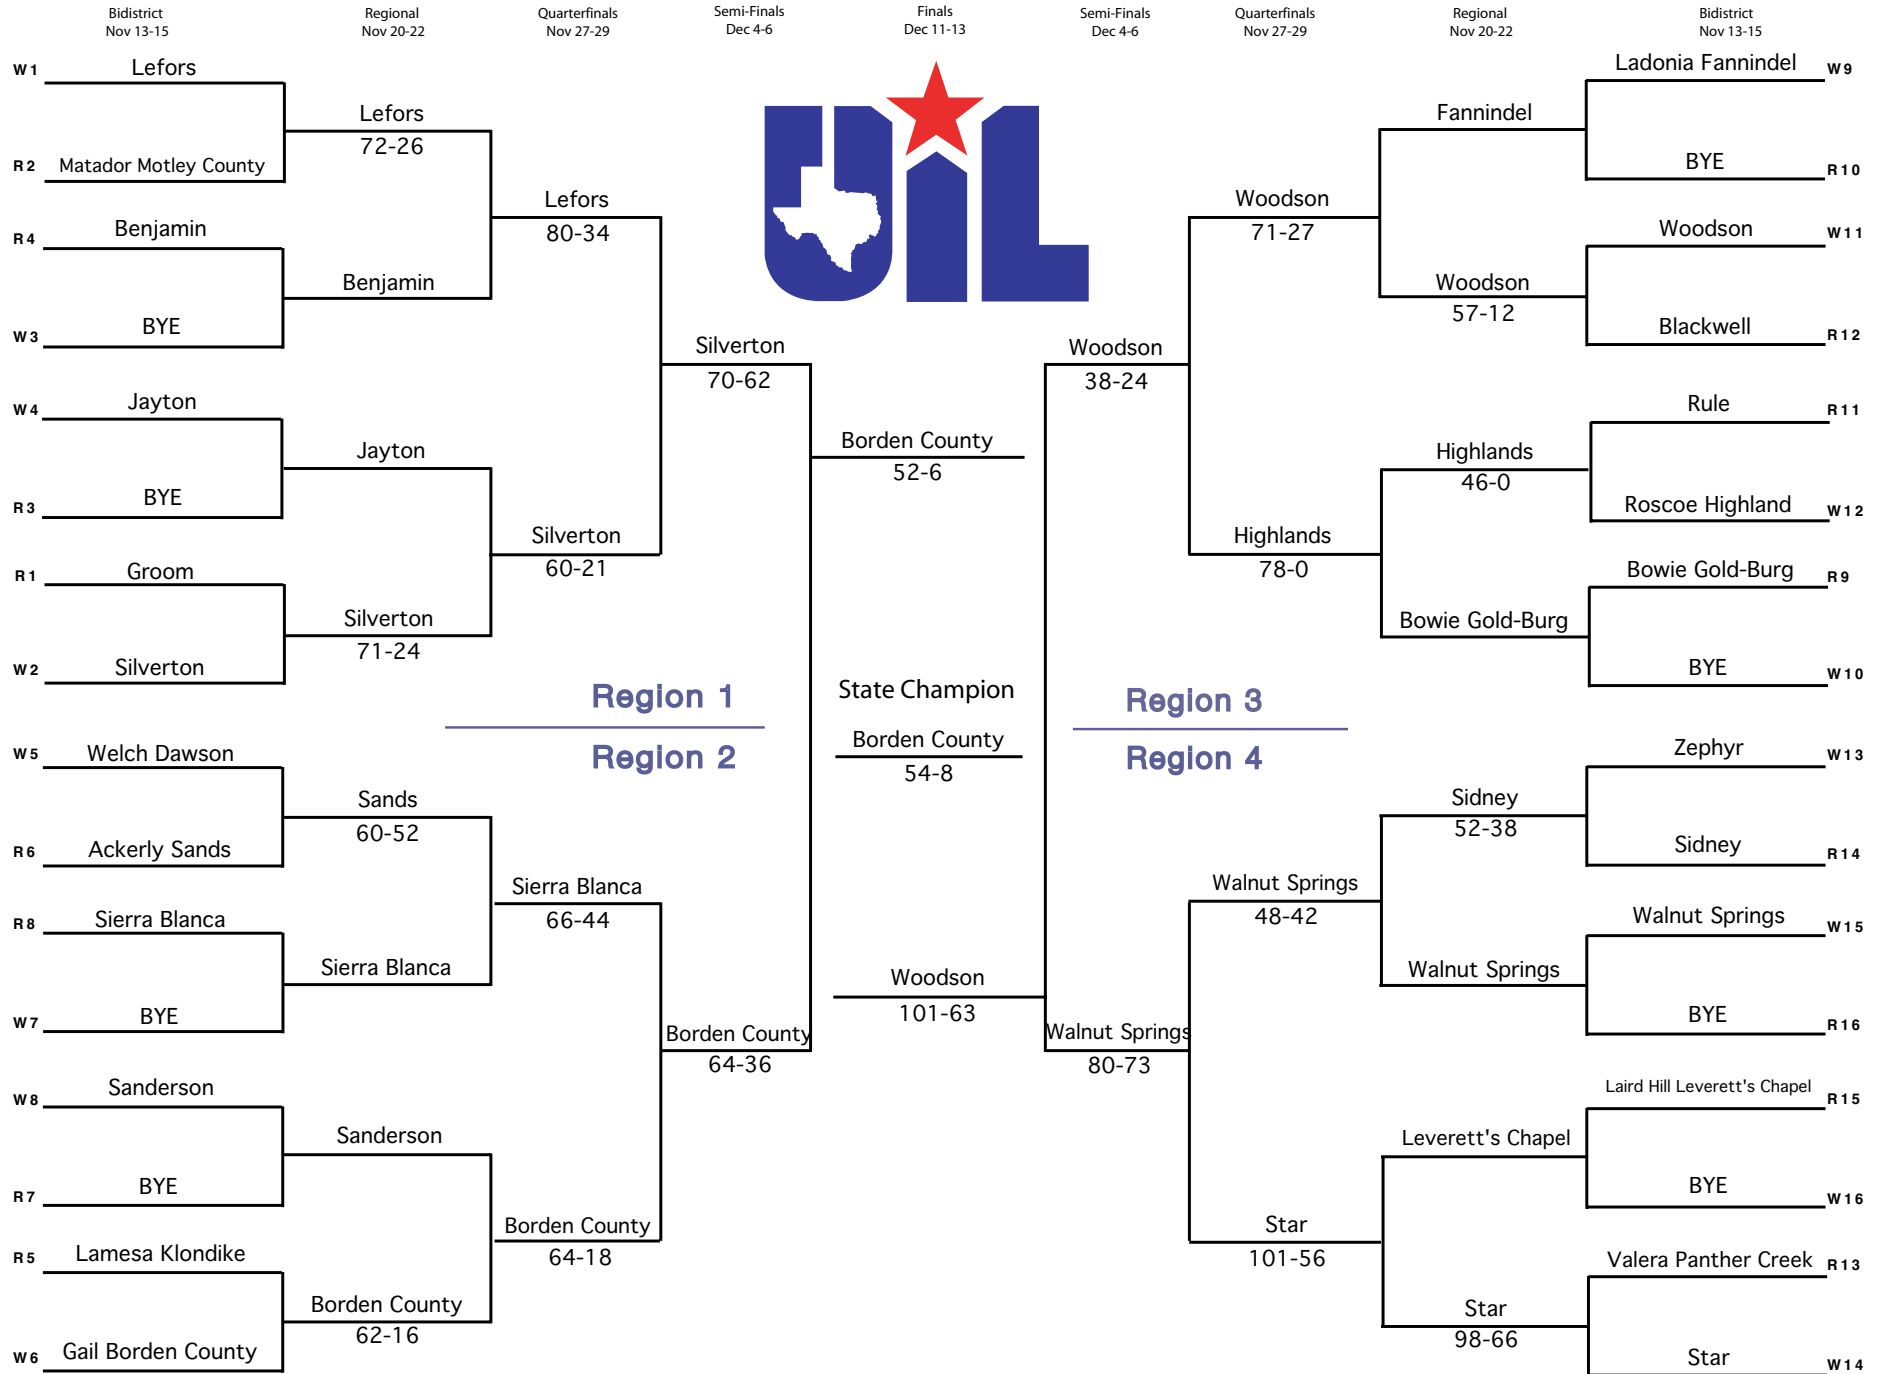 Bidistrict
Nov 13-15
Regional
Nov 20-22
Quarterfinals
Nov 27-29
Semi-Finals
Dec 4-6
Finals
Dec 11-13
Semi-Finals
Dec 4-6
Quarterfinals
Nov 27-29
Regional
Nov 20-22
Bidistrict
Nov 13-15
W1 Lefors
R2 Matador Motley County
R4 Benjamin
W3 BYE
W4 Jayton
R3 BYE
R1 Groom
W2 Silverton
W5 Welch Dawson
R6 Ackerly Sands
R8 Sierra Blanca
W7 BYE
W8 Sanderson
R7 BYE
R5 Lamesa Klondike
W6 Gail Borden County
Lefors
72-26
Benjamin
Jayton
Silverton
71-24
Sands
60-52
Sierra Blanca
Sanderson
Borden County
62-16
Lefors
80-34
Silverton
60-21
Region 1
Region 2
Sierra Blanca
66-44
Borden County
64-18
Silverton
70-62
Borden County
64-36
UIL
Borden County
52-6
State Champion
Borden County
54-8
Woodson
101-63
Woodson
38-24
Walnut Springs
80-73
Woodson
71-27
Highlands
78-0
Region 3
Region 4
Walnut Springs
48-42
Star
101-56
Fannindel
Woodson
57-12
Highlands
46-0
Bowie Gold-Burg
Sidney
52-38
Walnut Springs
Leverett's Chapel
Star
98-66
Ladonia Fannindel W9
BYE R10
Woodson W11
Blackwell R12
Rule R11
Roscoe Highland W12
Bowie Gold-Burg R9
BYE W10
Zephyr W13
Sidney R14
Walnut Springs W15
BYE R16
Laird Hill Leverett's Chapel R15
BYE W16
Valera Panther Creek R13
Star W14